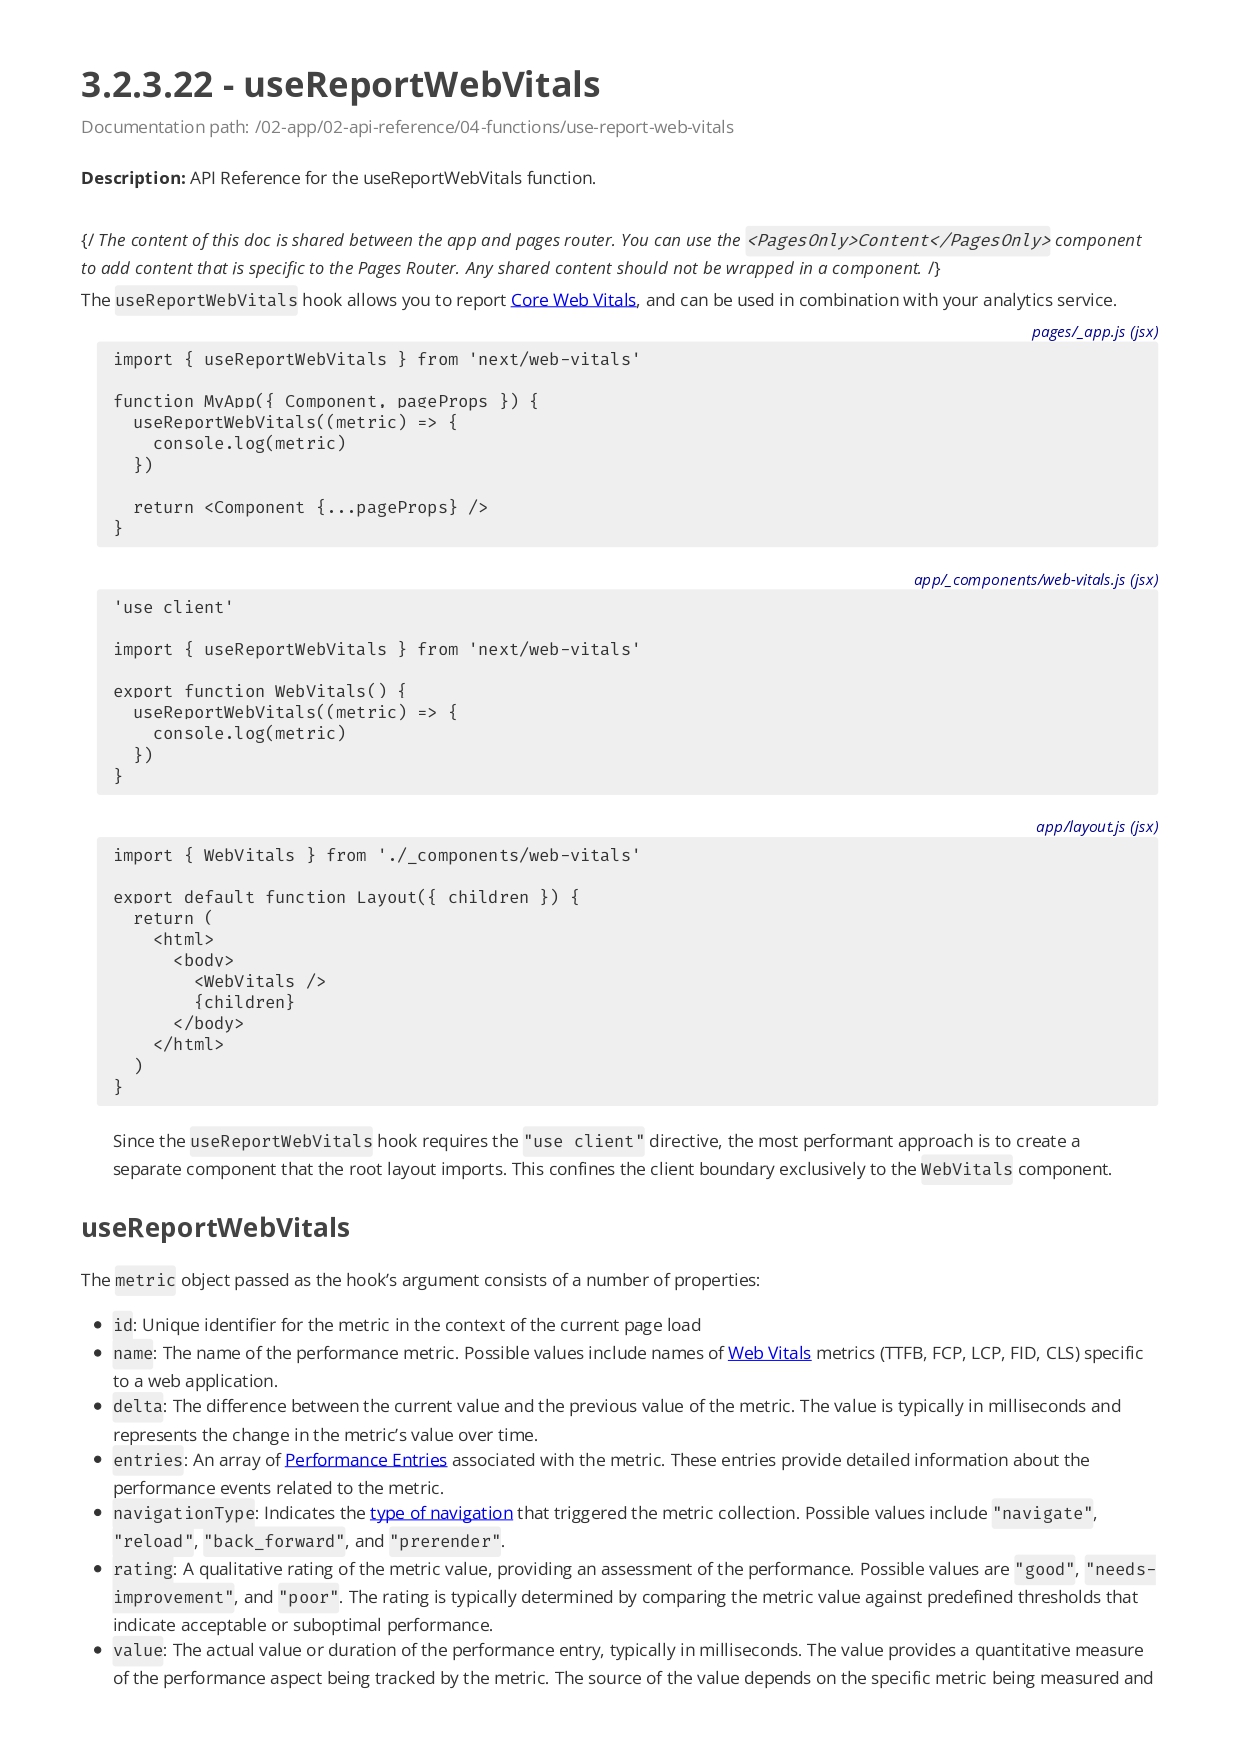 3.2.3.22 - useReportWebVitals
Documentation path: /02-app/02-api-reference/04-functions/use-report-web-vitals
Description: API Reference for the useReportWebVitals function.
{/ The content of this doc is shared between the app and pages router. You can use the <PagesOnly>Content</PagesOnly> component
to add content that is specific to the Pages Router. Any shared content should not be wrapped in a component. /}
The useReportWebVitals hook allows you to report Core Web Vitals, and can be used in combination with your analytics service.
pages/_app.js (jsx)
import { useReportWebVitals } from 'next/web-vitals'
function MyApp({ Component, pageProps }) {
  useReportWebVitals((metric) => {
    console.log(metric)
  })
  return <Component {...pageProps} />
}
app/_components/web-vitals.js (jsx)
'use client'
import { useReportWebVitals } from 'next/web-vitals'
export function WebVitals() {
  useReportWebVitals((metric) => {
    console.log(metric)
  })
}
app/layout.js (jsx)
import { WebVitals } from './_components/web-vitals'
export default function Layout({ children }) {
  return (
    <html>
      <body>
        <WebVitals />
        {children}
      </body>
    </html>
  )
}
Since the useReportWebVitals hook requires the "use client" directive, the most performant approach is to create a
separate component that the root layout imports. This confines the client boundary exclusively to the WebVitals component.
useReportWebVitals
The metric object passed as the hook’s argument consists of a number of properties:
● id: Unique identifier for the metric in the context of the current page load
● name: The name of the performance metric. Possible values include names of Web Vitals metrics (TTFB, FCP, LCP, FID, CLS) specific
to a web application.
● delta: The difference between the current value and the previous value of the metric. The value is typically in milliseconds and
represents the change in the metric’s value over time.
● entries: An array of Performance Entries associated with the metric. These entries provide detailed information about the
performance events related to the metric.
● navigationType: Indicates the type of navigation that triggered the metric collection. Possible values include "navigate",
"reload", "back_forward", and "prerender".
● rating: A qualitative rating of the metric value, providing an assessment of the performance. Possible values are "good", "needs-
improvement", and "poor". The rating is typically determined by comparing the metric value against predefined thresholds that
indicate acceptable or suboptimal performance.
● value: The actual value or duration of the performance entry, typically in milliseconds. The value provides a quantitative measure
of the performance aspect being tracked by the metric. The source of the value depends on the specific metric being measured and